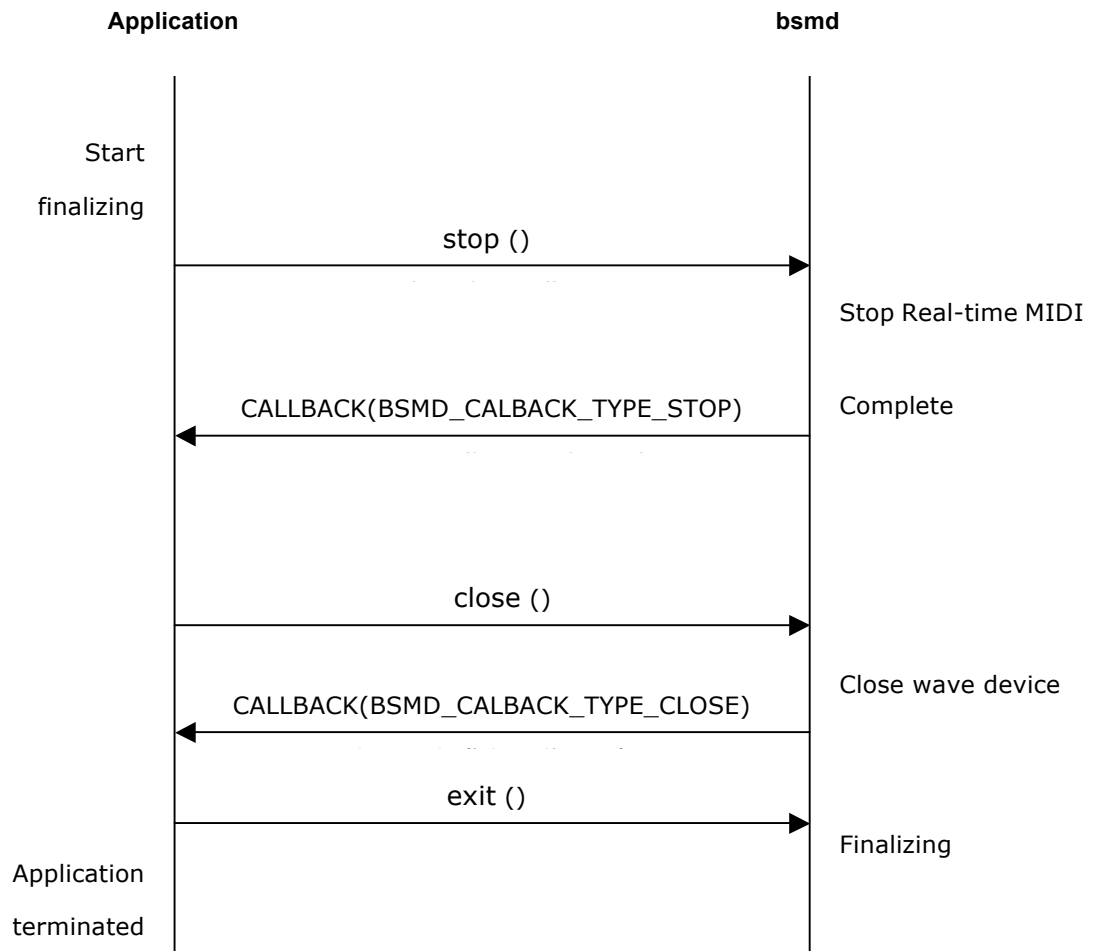 Application
bsmd
Start
finalizing
stop ()
Stop Real-time MIDI
CALLBACK(BSMD_CALBACK_TYPE_STOP)
Complete
close ()
Close wave device
CALLBACK(BSMD_CALBACK_TYPE_CLOSE)
exit ()
Finalizing
Application
terminated